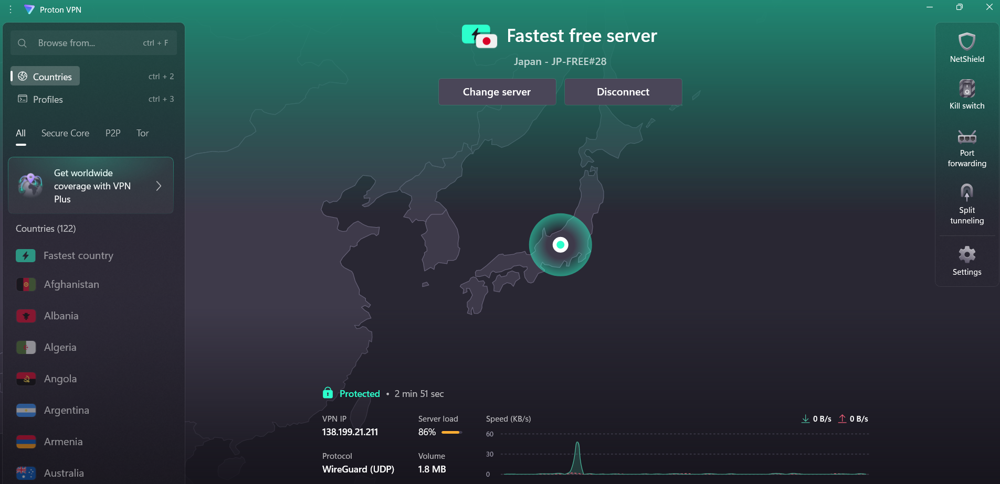 Proton VPN
Browse from... ctrl + F
Countries ctrl + 2
Profiles ctrl + 3
All Secure Core P2P Tor
Get worldwide
coverage with VPN
Plus
Countries (122)
Fastest country
Afghanistan
Albania
Algeria
Angola
Argentina
Armenia
Australia
Fastest free server
Japan - JP-FREE#28
Change server Disconnect
Protected • 2 min 51 sec
VPN IP
138.199.21.211
Server load
86%
Protocol
WireGuard (UDP)
Volume
1.8 MB
Speed (KB/s) 0 B/s 0 B/s
60
30
0
NetShield
Kill switch
Port
forwarding
Split
tunneling
Settings